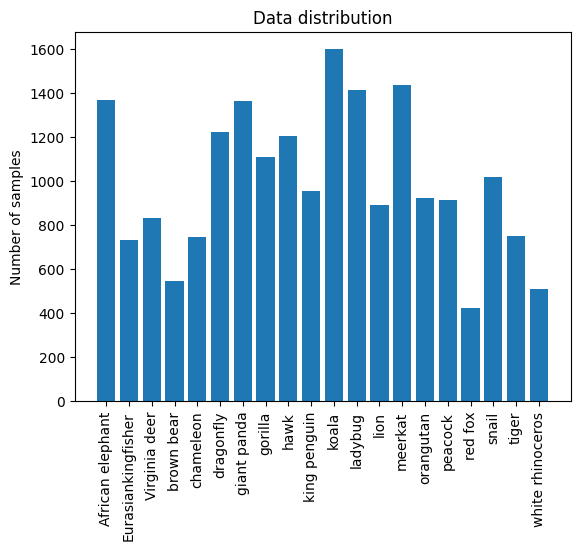 Data distribution
Number of samples
1600
1400
1200
1000
800
600
400
200
0
African elephant
Eurasiankingfisher
Virginia deer
brown bear
chameleon
dragonfly
giant panda
gorilla
hawk
king penguin
koala
ladybug
lion
meerkat
orangutan
peacock
red fox
snail
tiger
white rhinoceros